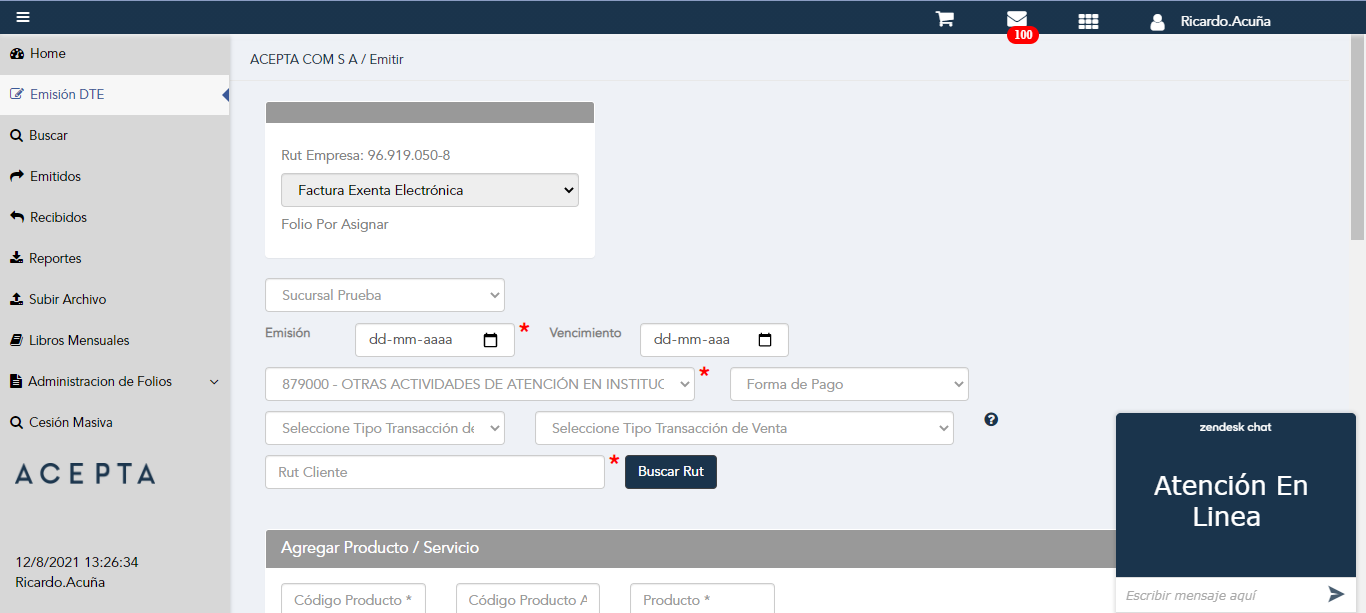 100
Ricardo.Acuña
Home
Emisión DTE
Buscar
Emitidos
Recibidos
Reportes
Subir Archivo
Libros Mensuales
Administracion de Folios
Cesión Masiva
ACEPTA
12/8/2021 13:26:34
Ricardo.Acuña
ACEPTA COM S A / Emitir
Rut Empresa: 96.919.050-8
Factura Exenta Electrónica
Folio Por Asignar
Sucursal Prueba
Emisión dd-mm-aaaa * Vencimiento dd-mm-aaa
879000 - OTRAS ACTIVIDADES DE ATENCIÓN EN INSTITUC * Forma de Pago
Seleccione Tipo Transacción de Seleccione Tipo Transacción de Venta ?
Rut Cliente * Buscar Rut
Agregar Producto / Servicio
Código Producto * Código Producto A Producto *
zendesk chat
Atención En
Linea
Escribir mensaje aquí